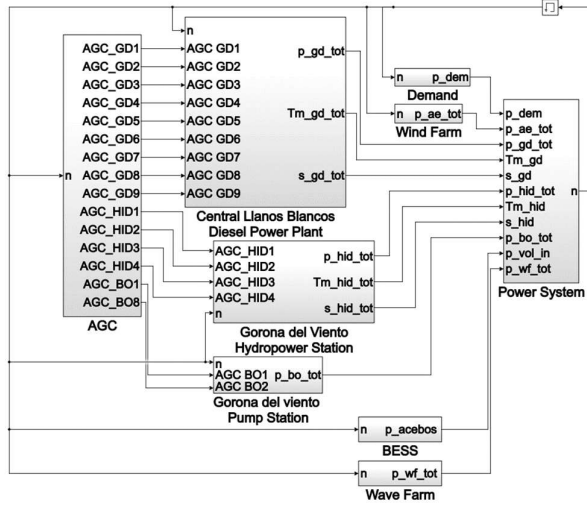 AGC_GD1
AGC_GD2
AGC_GD3
AGC_GD4
AGC_GD5
AGC_GD6
AGC_GD7
n AGC_GD8
AGC_GD9
AGC_HID1
AGC_HID2
AGC_HID3
AGC_HID4
AGC_BO1
AGC_BO8
AGC
n
AGC GD1 p_gd_tot
AGC GD2
AGC GD3
AGC GD4
AGC GD5 Tm_gd_tot
AGC GD6
AGC GD7
AGC GD8 s_gd_tot
AGC GD9
Central Llanos Blancos
Diesel Power Plant
AGC_HID1 p_hid_tot
AGC_HID2
AGC_HID3 Tm_hid_tot
AGC_HID4
n s_hid_tot
Gorona del Viento
Hydropower Station
n
AGC BO1 p_bo_tot
AGC BO2
Gorona del viento
Pump Station
n p_dem
Demand
n p_ae_tot
Wind Farm
n p_acebos
BESS
n p_wf_tot
Wave Farm
p_dem
p_ae_tot
p_gd_tot
Tm_gd
s_gd n
p_hid_tot
Tm_hid
s_hid
p_bo_tot
p_vol_in
p_wf_tot
Power System